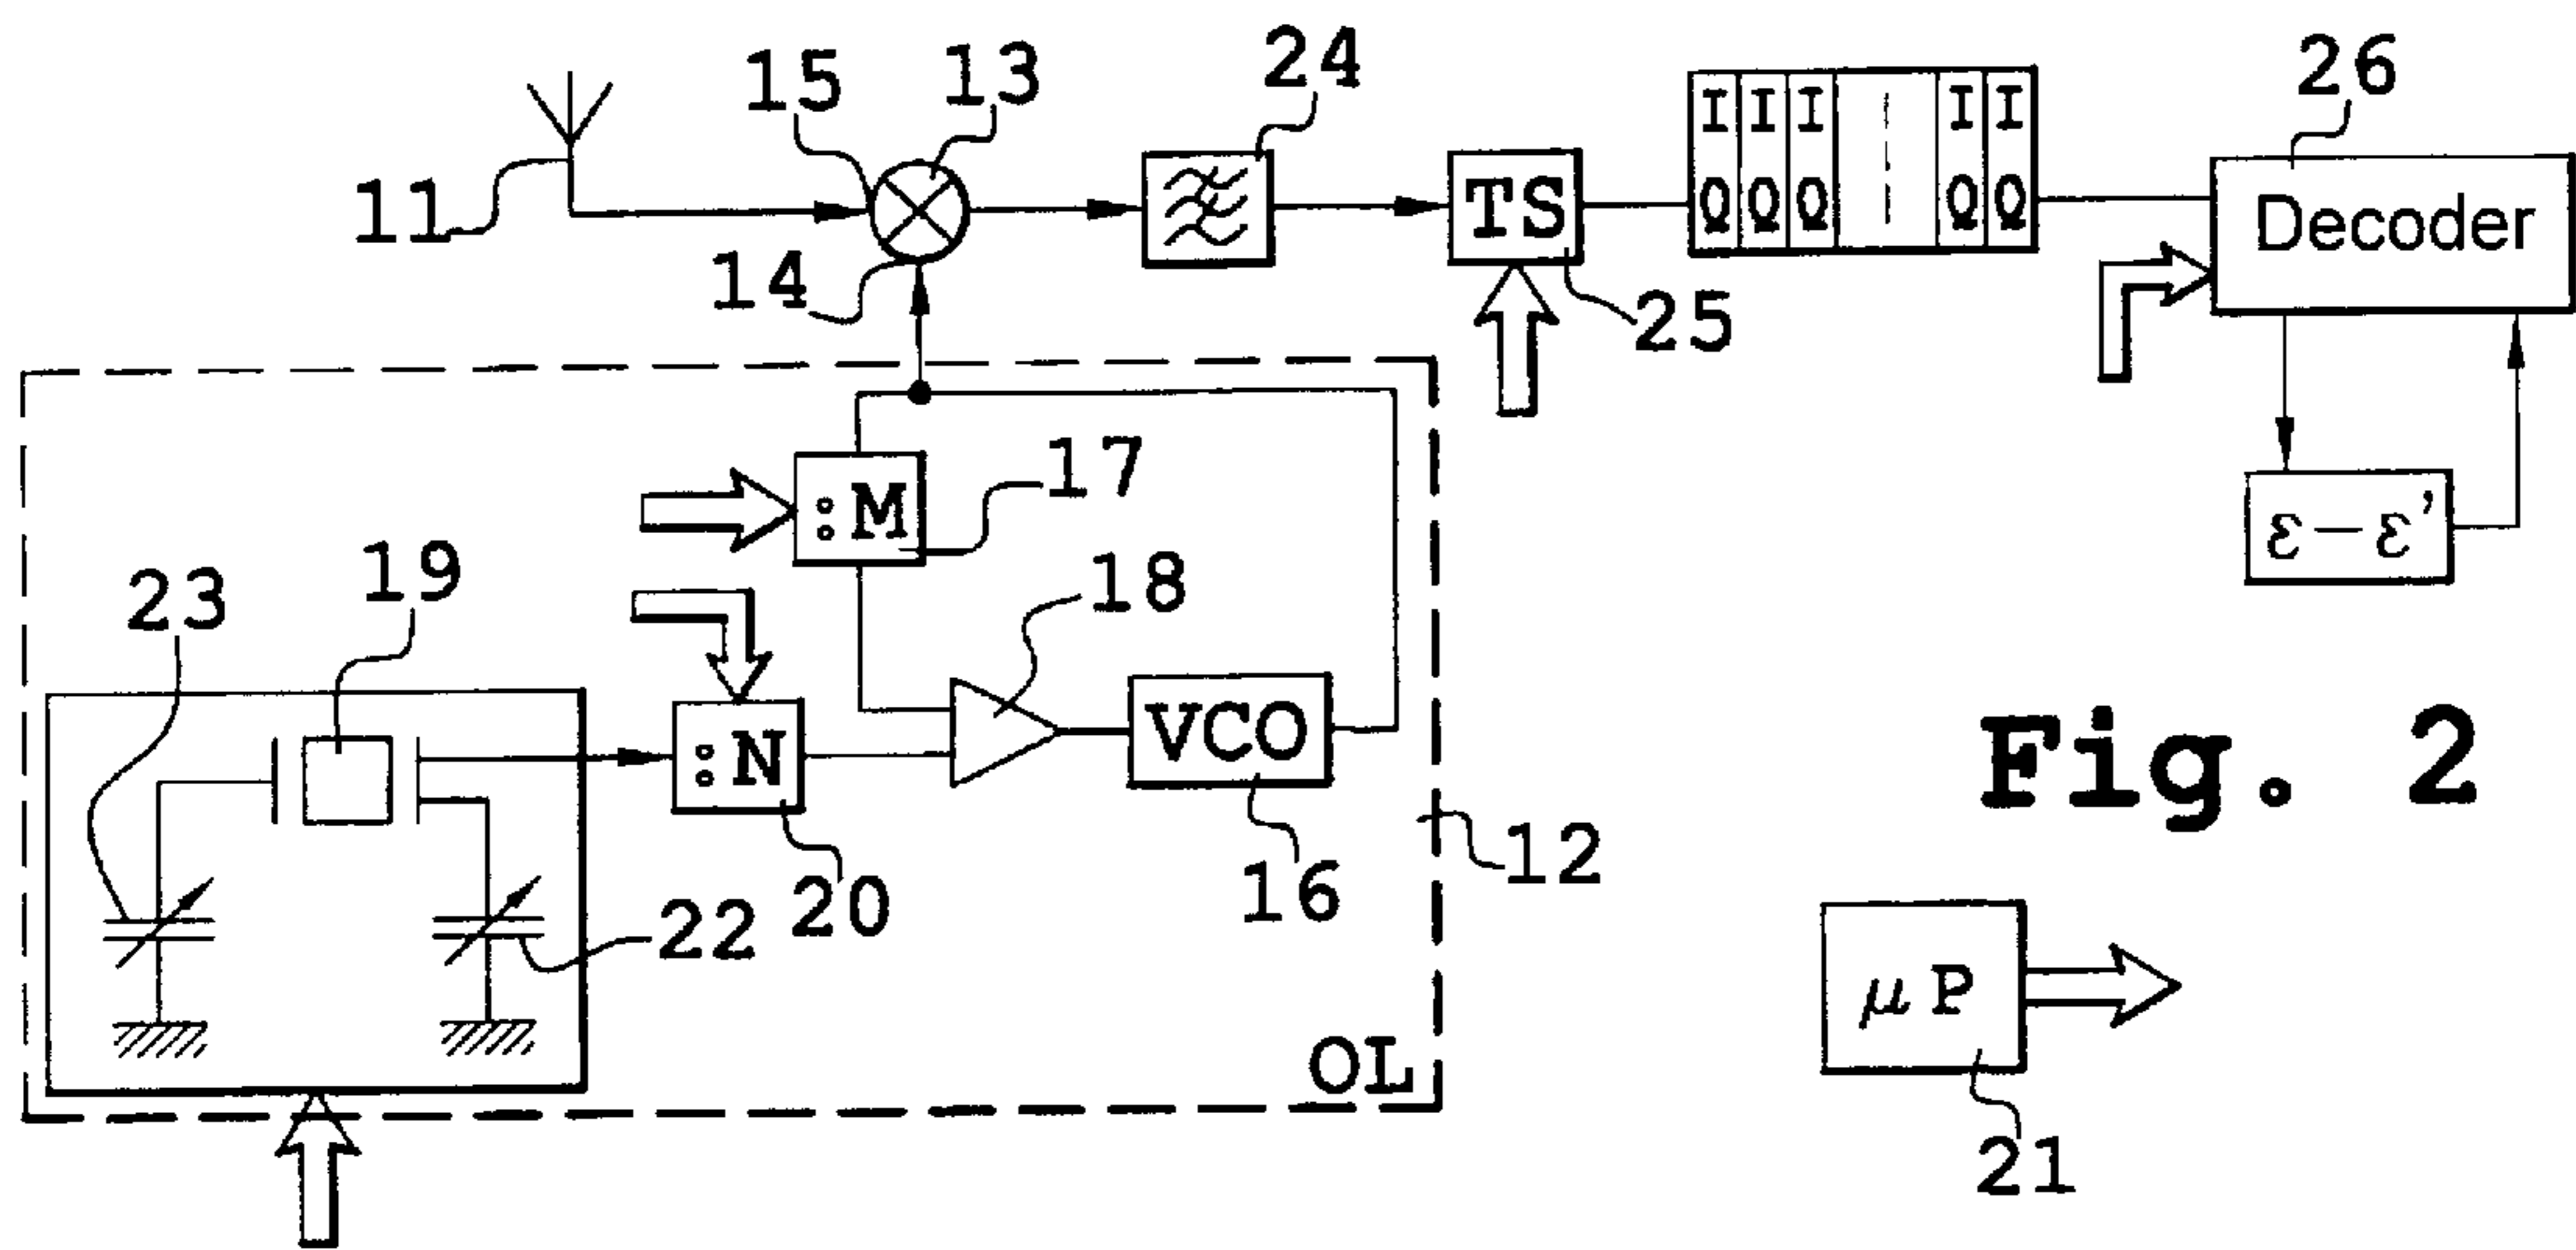 11
15
13
14
24
TS
25
I I I I I
Q Q Q Q Q
26
Decoder
ε–ε'
:M
17
18
19
23
:N
20
VCO
16
22
12
OL
Fig. 2
μP
21